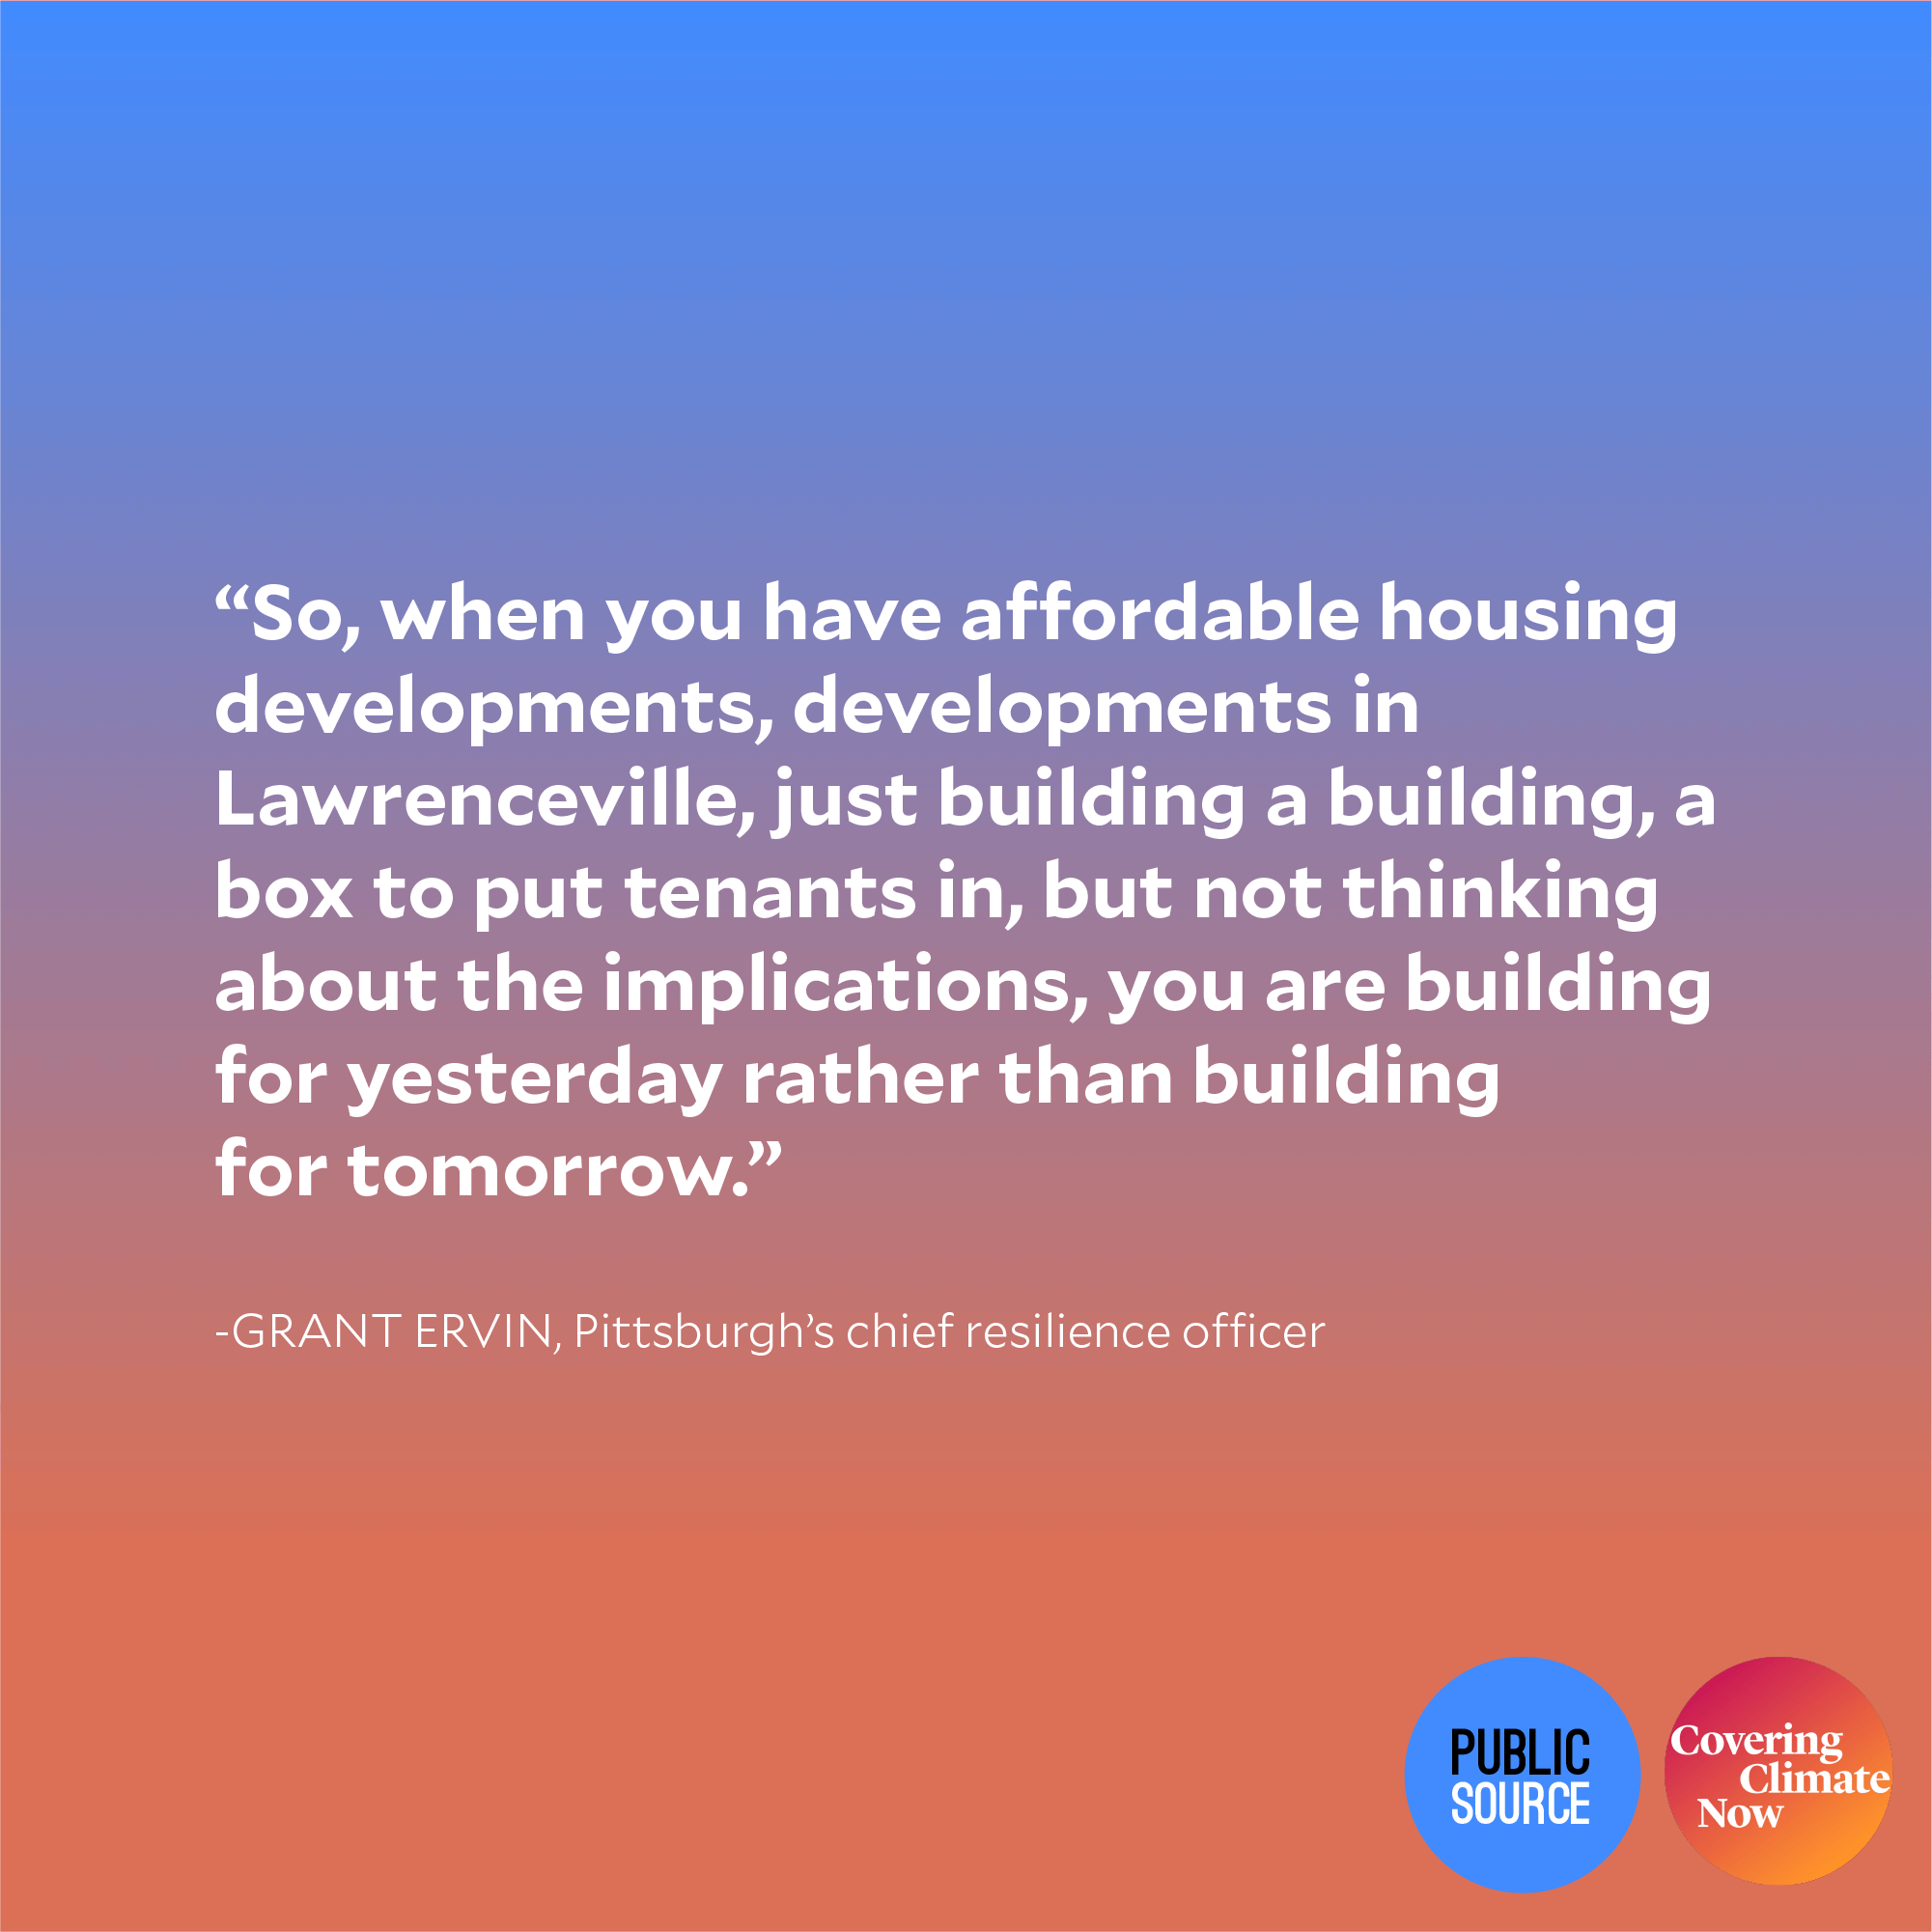 “So, when you have affordable housing
developments, developments in
Lawrenceville, just building a building, a
box to put tenants in, but not thinking
about the implications, you are building
for yesterday rather than building
for tomorrow.”
-GRANT ERVIN, Pittsburgh’s chief resilience officer
PUBLIC
SOURCE
Covering
Climate
Now